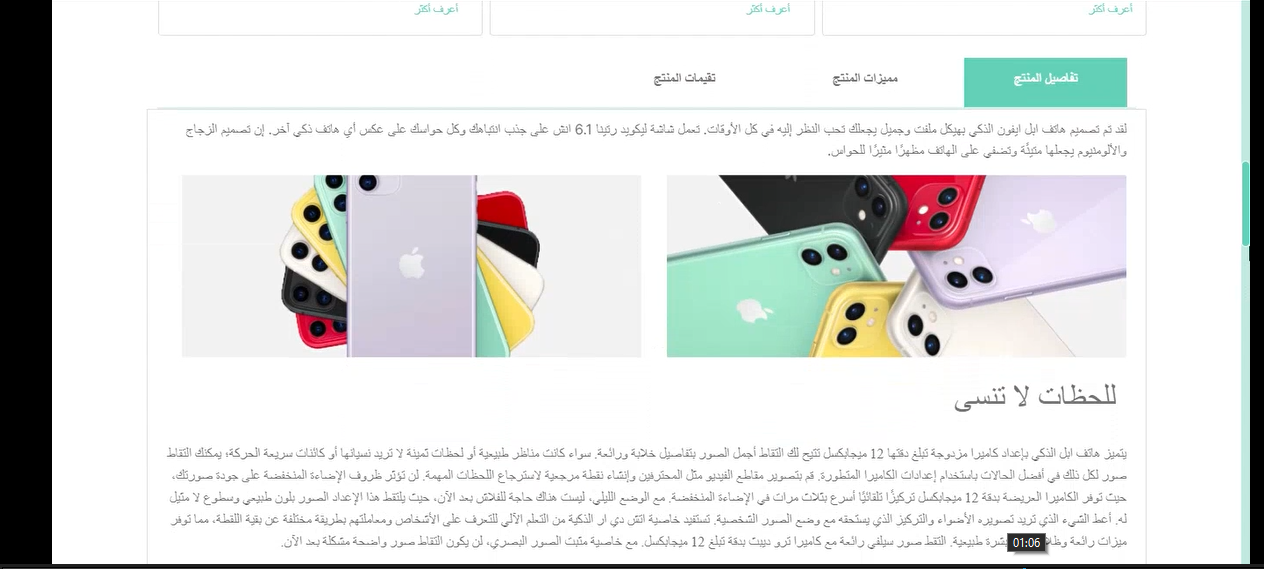 أعرف أكثر
أعرف أكثر
أعرف أكثر
تفاصيل المنتج
مميزات المنتج
تقيمات المنتج
لقد تم تصميم هاتف ابل ايفون الذكي بهيكل ملفت وجميل يجعلك تحب النظر إليه في كل الأوقات. تعمل شاشة ليكويد رتينا 6.1 انش على جذب انتباهك وكل حواسك على عكس أي هاتف ذكي آخر. إن تصميم الزجاج
والألومنيوم يجعلها متينًة وتضفي على الهاتف مظهرًا مثيرًا للحواس.
للحظات لا تنسى
يتميز هاتف ابل الذكي بإعداد كاميرا مزدوجة تبلغ دقتها 12 ميجابكسل تتيح لك التقاط أجمل الصور بتفاصيل خلابة ورائعة. سواء كانت مناظر طبيعية أو لحظات ثمينة لا تريد نسيانها أو كائنات سريعة الحركة؛ يمكنك التقاط
صور لكل ذلك في أفضل الحالات باستخدام إعدادات الكاميرا المتطورة. قم بتصوير مقاطع الفيديو مثل المحترفين وإنشاء نقطة مرجعية لاسترجاع اللحظات المهمة. لن تؤثر ظروف الإضاءة المنخفضة على جودة صورتك،
حيث توفر الكاميرا العريضة بدقة 12 ميجابكسل تركيزًا تلقائيًا أسرع بثلاث مرات في الإضاءة المنخفضة. مع الوضع الليلي، ليست هناك حاجة للفلاش بعد الآن، حيث يلتقط هذا الإعداد الصور بلون طبيعي وسطوع لا مثيل
له. أعط الشيء الذي تريد تصويره الأضواء والتركيز الذي يستحقه مع وضع الصور الشخصية. تستفيد خاصية اتش دي ار الذكية من التعلم الآلي للتعرف على الأشخاص ومعاملتهم بطريقة مختلفة عن بقية اللقطة، مما توفر
ميزات رائعة وظلا بشرة طبيعية. التقط صور سيلفي رائعة مع كاميرا ترو ديبث بدقة تبلغ 12 ميجابكسل. مع خاصية مثبت الصور البصري، لن يكون التقاط صور واضحة مشكلة بعد الآن.
01:06